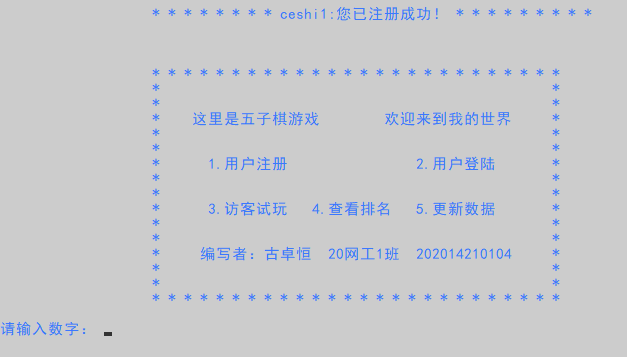 * * * * * * * * ceshi1:您已注册成功! * * * * * * * * *
* * * * * * * * * * * * * * * * * * * * * * * * * *
* *
* *
* 这里是五子棋游戏 欢迎来到我的世界 *
* *
* *
* 1.用户注册 2.用户登陆 *
* *
* *
* 3.访客试玩 4.查看排名 5.更新数据 *
* *
* *
* 编写者：古卓恒 20网工1班 202014210104 *
* *
* *
* * * * * * * * * * * * * * * * * * * * * * * * * *
请输入数字：